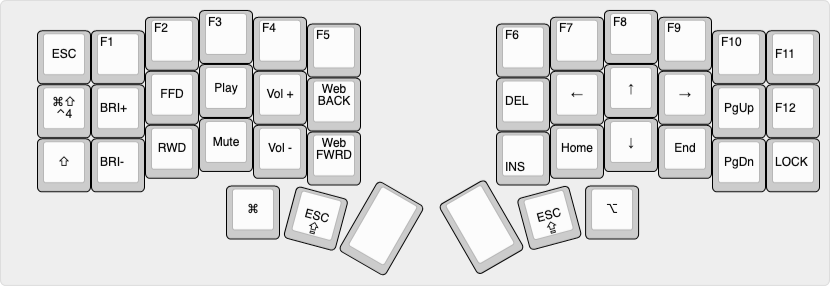 ESC F1 F2 F3 F4 F5 F6 F7 F8 F9 F10 F11
⌘⇧
^4 BRI+ FFD Play Vol + Web
BACK DEL ← ↑ → PgUp F12
⇧ BRI- RWD Mute Vol - Web
FWRD INS Home ↓ End PgDn LOCK
⌘ ESC
⇪ ESC
⇪ ⌥